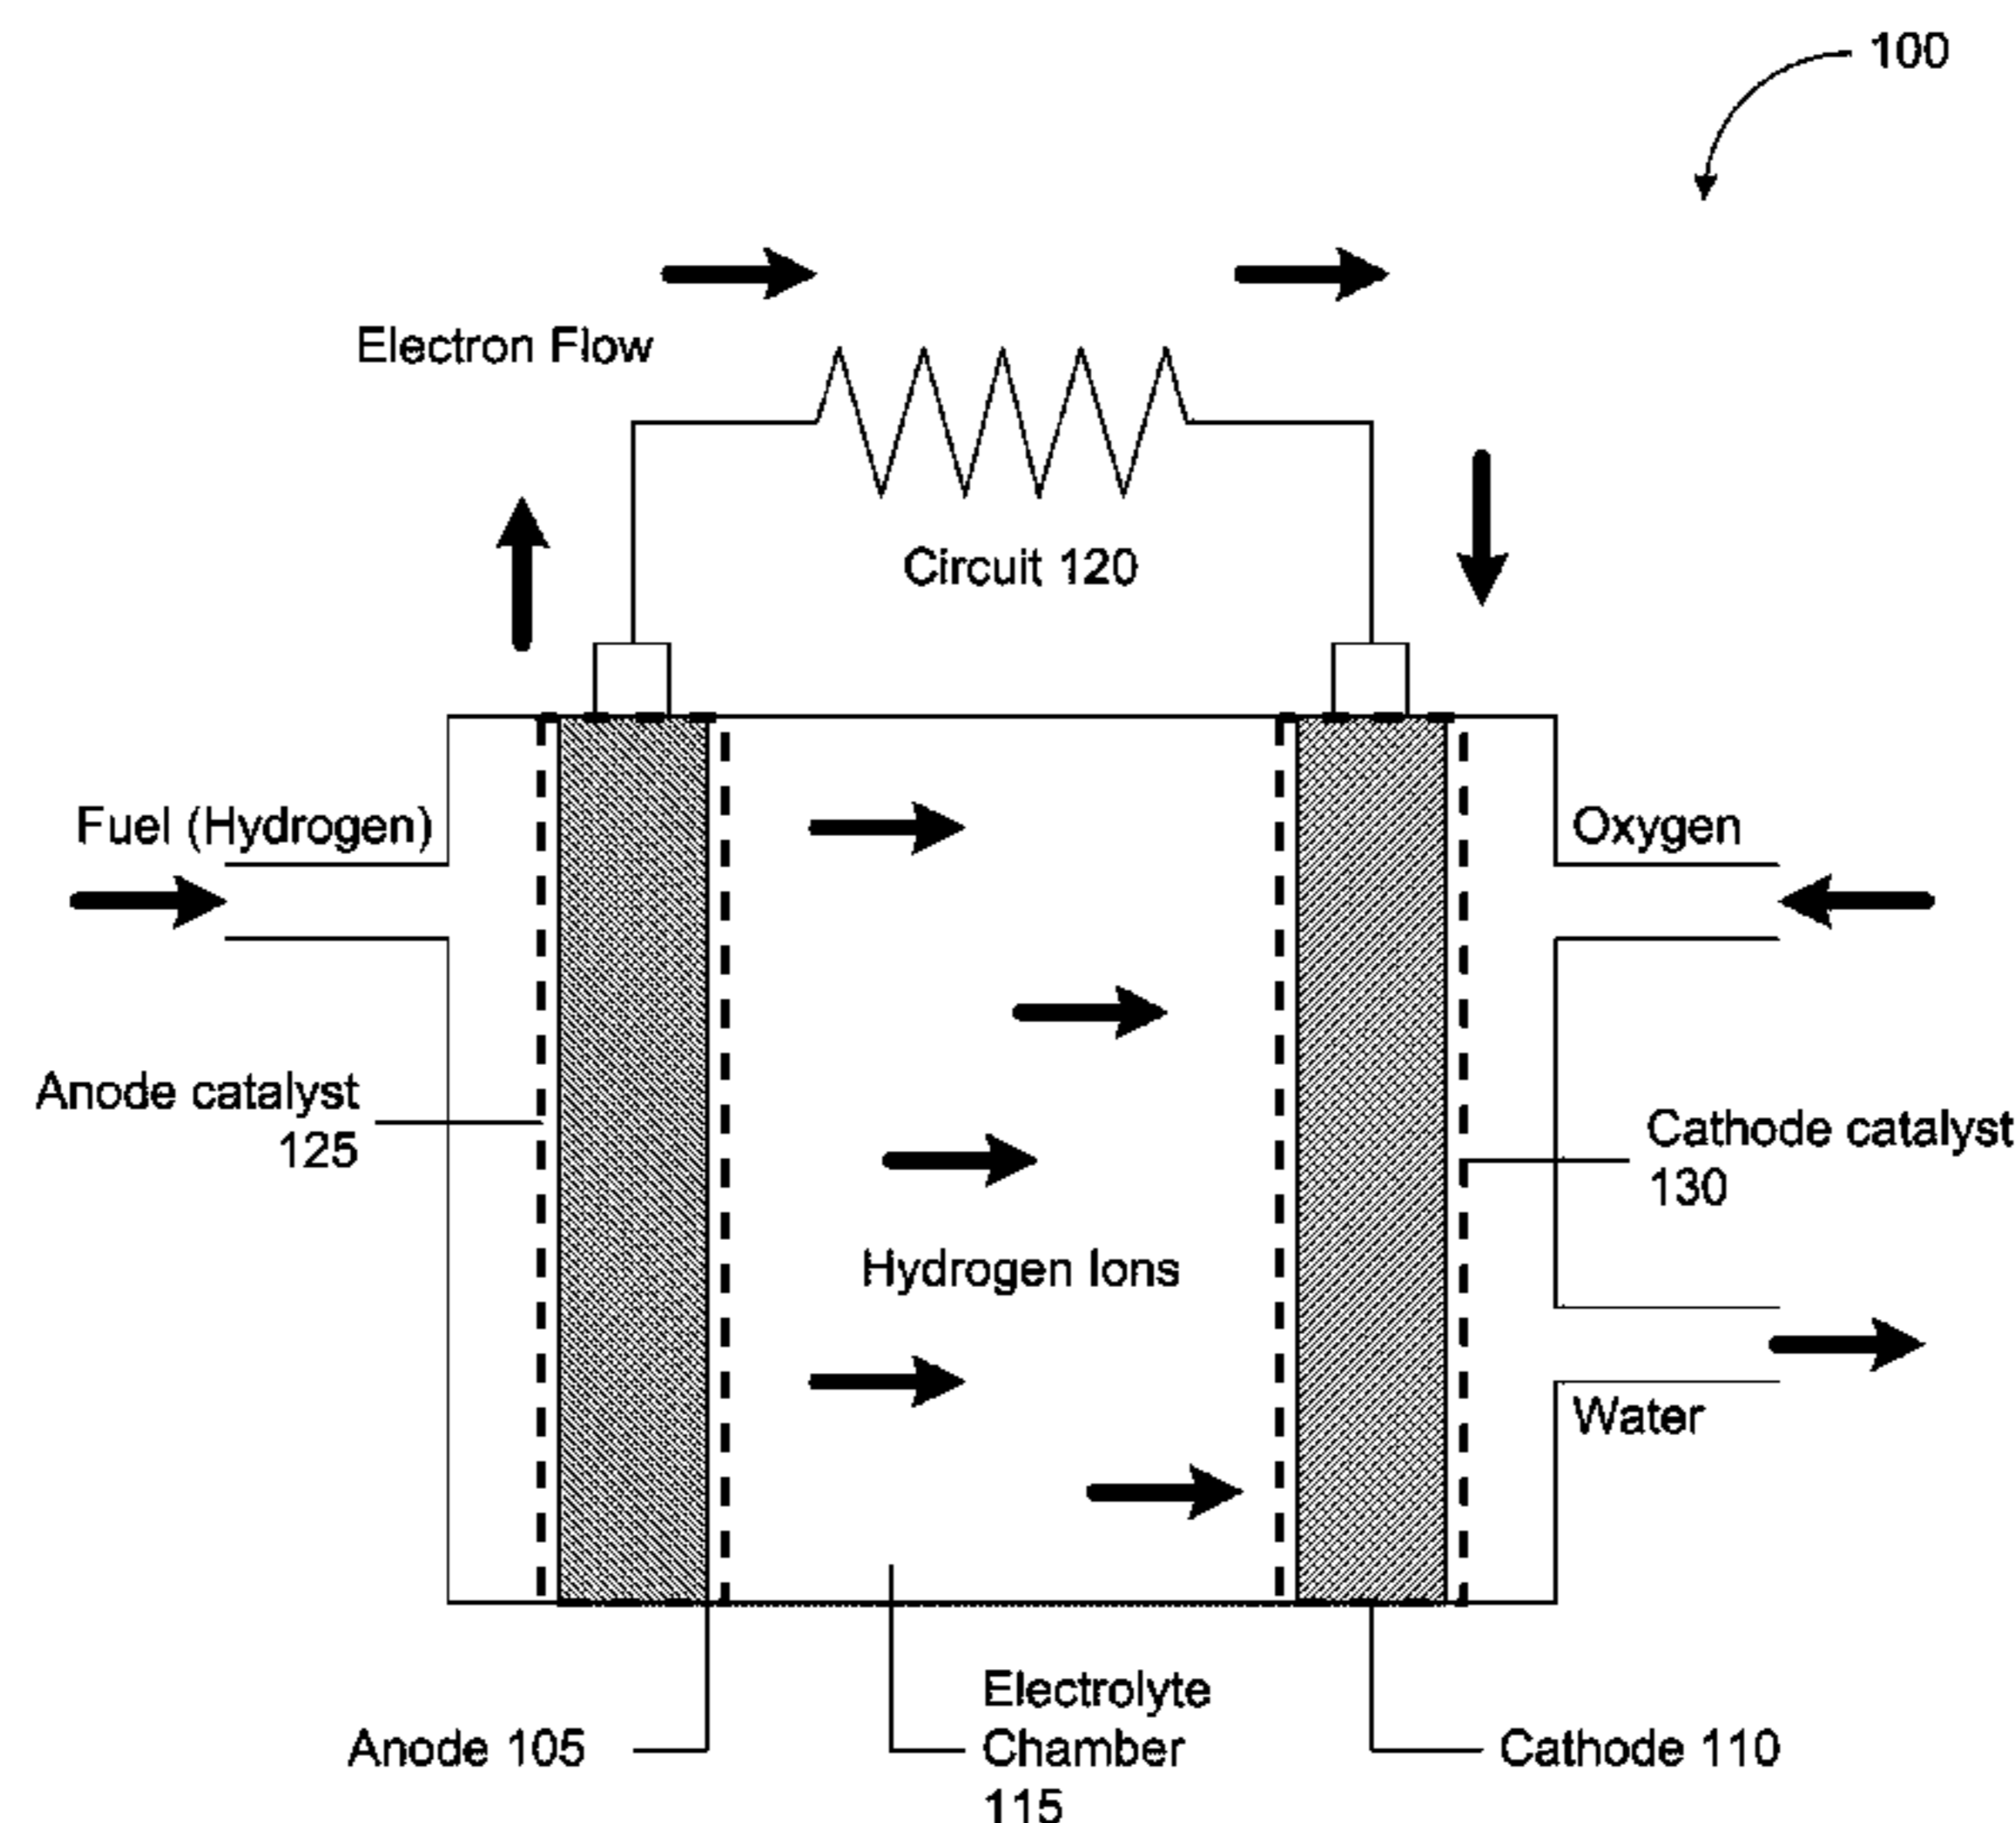 100
Electron Flow
Circuit 120
Fuel (Hydrogen)
Oxygen
Anode catalyst
125
Cathode catalyst
130
Hydrogen Ions
Water
Anode 105
Electrolyte
Chamber
115
Cathode 110